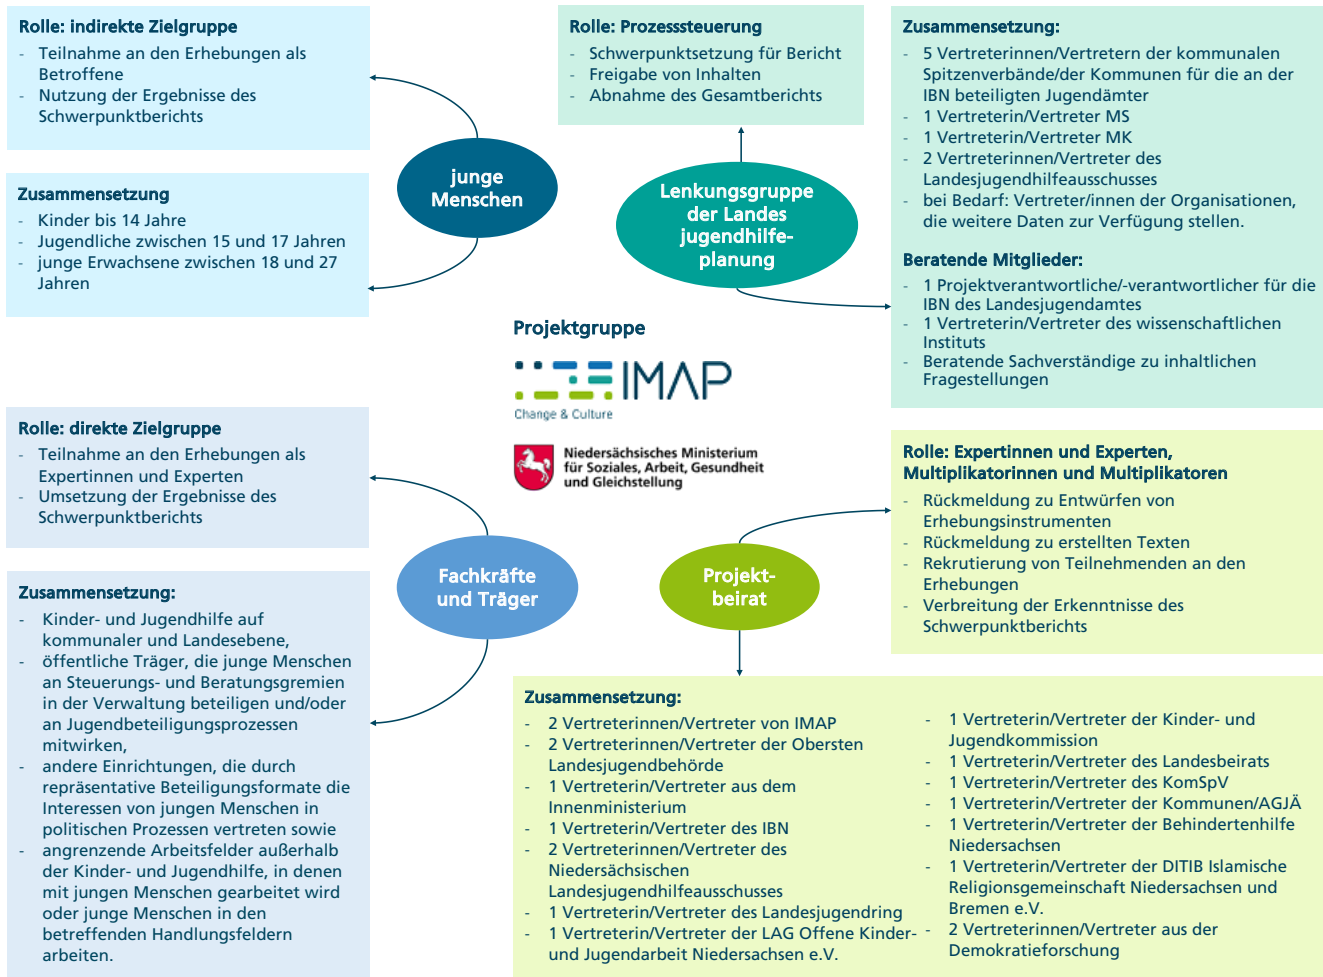 Rolle: indirekte Zielgruppe
- Teilnahme an den Erhebungen als
Betroffene
- Nutzung der Ergebnisse des
Schwerpunktberichts
Zusammensetzung
- Kinder bis 14 Jahre
- Jugendliche zwischen 15 und 17 Jahren
- junge Erwachsene zwischen 18 und 27
Jahren
junge
Menschen
Rolle: Prozesssteuerung
- Schwerpunktsetzung für Bericht
- Freigabe von Inhalten
- Abnahme des Gesamtberichts
Lenkungsgruppe
der Landes
jugendhilfe-
planung
Zusammensetzung:
- 5 Vertreterinnen/Vertretern der kommunalen
Spitzenverbände/der Kommunen für die an der
IBN beteiligten Jugendämter
- 1 Vertreterin/Vertreter MS
- 1 Vertreterin/Vertreter MK
- 2 Vertreterinnen/Vertreter des
Landesjugendhilfeausschusses
- bei Bedarf: Vertreter/innen der Organisationen,
die weitere Daten zur Verfügung stellen.
Beratende Mitglieder:
- 1 Projektverantwortliche/-verantwortlicher für die
IBN des Landesjugendamtes
- 1 Vertreterin/Vertreter des wissenschaftlichen
Instituts
- Beratende Sachverständige zu inhaltlichen
Fragestellungen
Projektgruppe
IMAP
Change & Culture
Niedersächsisches Ministerium
für Soziales, Arbeit, Gesundheit
und Gleichstellung
Rolle: direkte Zielgruppe
- Teilnahme an den Erhebungen als
Expertinnen und Experten
- Umsetzung der Ergebnisse des
Schwerpunktberichts
Fachkräfte
und Träger
Zusammensetzung:
- Kinder- und Jugendhilfe auf
kommunaler und Landesebene,
- öffentliche Träger, die junge Menschen
an Steuerungs- und Beratungsgremien
in der Verwaltung beteiligen und/oder
an Jugendbeteiligungsprozessen
mitwirken,
- andere Einrichtungen, die durch
repräsentative Beteiligungsformate die
Interessen von jungen Menschen in
politischen Prozessen vertreten sowie
- angrenzende Arbeitsfelder außerhalb
der Kinder- und Jugendhilfe, in denen
mit jungen Menschen gearbeitet wird
oder junge Menschen in den
betreffenden Handlungsfeldern
arbeiten.
Projekt-
beirat
Rolle: Expertinnen und Experten,
Multiplikatorinnen und Multiplikatoren
- Rückmeldung zu Entwürfen von
Erhebungsinstrumenten
- Rückmeldung zu erstellten Texten
- Rekrutierung von Teilnehmenden an den
Erhebungen
- Verbreitung der Erkenntnisse des
Schwerpunktberichts
Zusammensetzung:
- 2 Vertreterinnen/Vertreter von IMAP
- 2 Vertreterinnen/Vertreter der Obersten
Landesjugendbehörde
- 1 Vertreterin/Vertreter aus dem
Innenministerium
- 1 Vertreterin/Vertreter des IBN
- 2 Vertreterinnen/Vertreter des
Niedersächsischen
Landesjugendhilfeausschusses
- 1 Vertreterin/Vertreter des Landesjugendring
- 1 Vertreterin/Vertreter der LAG Offene Kinder-
und Jugendarbeit Niedersachsen e.V.
- 1 Vertreterin/Vertreter der Kinder- und
Jugendkommission
- 1 Vertreterin/Vertreter des Landesbeirats
- 1 Vertreterin/Vertreter des KomSpV
- 1 Vertreterin/Vertreter der Kommunen/AGJÄ
- 1 Vertreterin/Vertreter der Behindertenhilfe
Niedersachsen
- 1 Vertreterin/Vertreter der DITIB Islamische
Religionsgemeinschaft Niedersachsen und
Bremen e.V.
- 2 Vertreterinnen/Vertreter aus der
Demokratieforschung